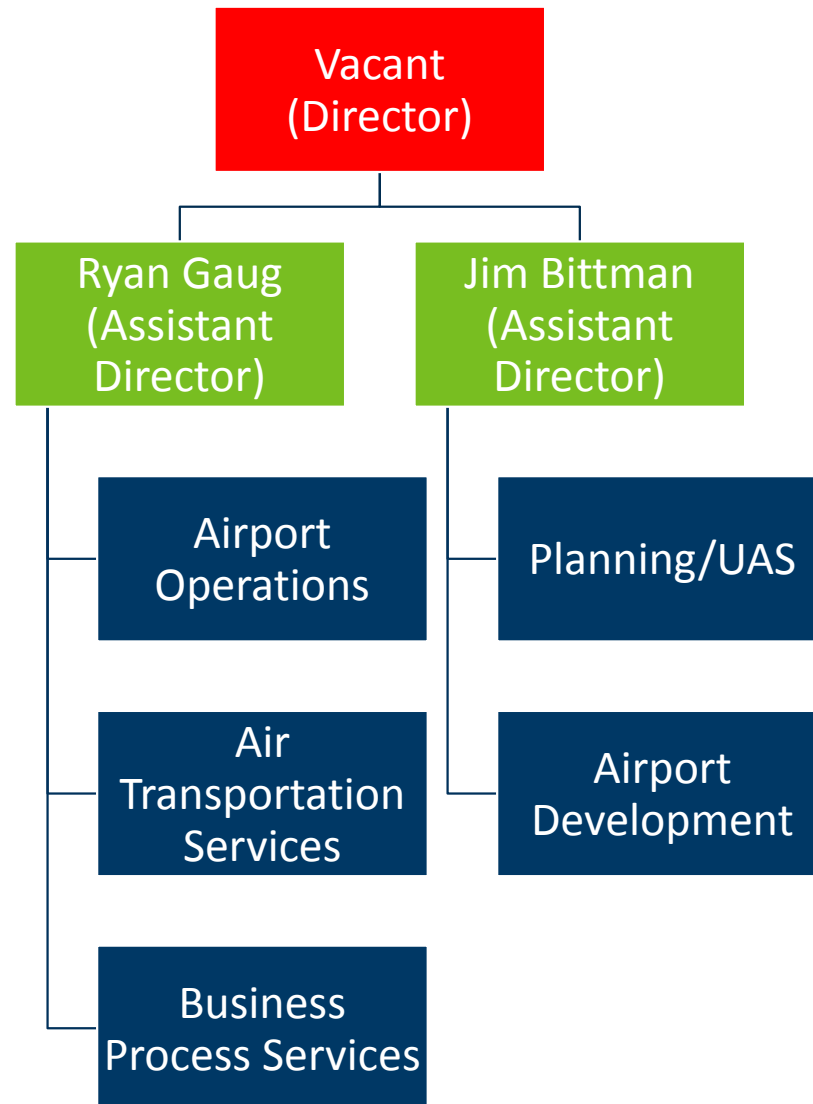 Vacant
(Director)
Ryan Gaug
(Assistant
Director)
Jim Bittman
(Assistant
Director)
Airport
Operations
Planning/UAS
Air
Transportation
Services
Airport
Development
Business
Process Services